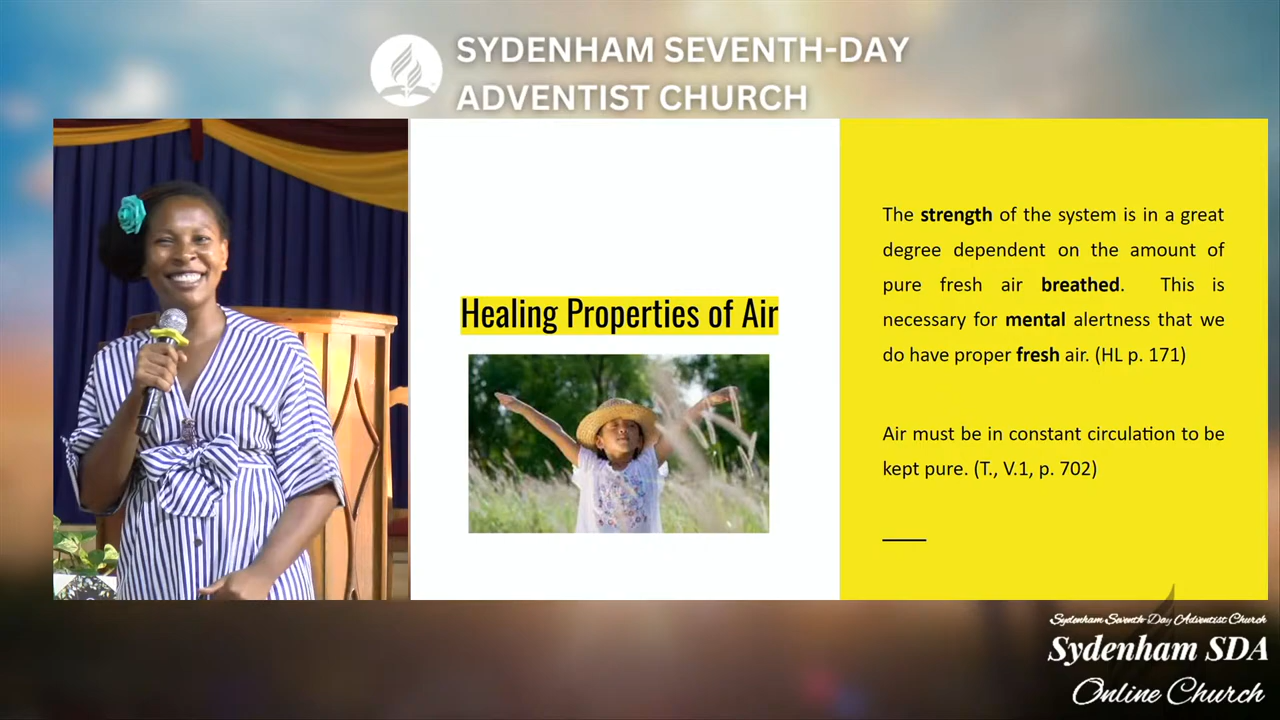 SYDENHAM SEVENTH-DAY
ADVENTIST CHURCH
Healing Properties of Air
The strength of the system is in a great
degree dependent on the amount of
pure fresh air breathed. This is
necessary for mental alertness that we
do have proper fresh air. (HL p. 171)
Air must be in constant circulation to be
kept pure. (T., V.1, p. 702)
Sydenham Seventh-Day Adventist Church
Sydenham SDA
Online Church